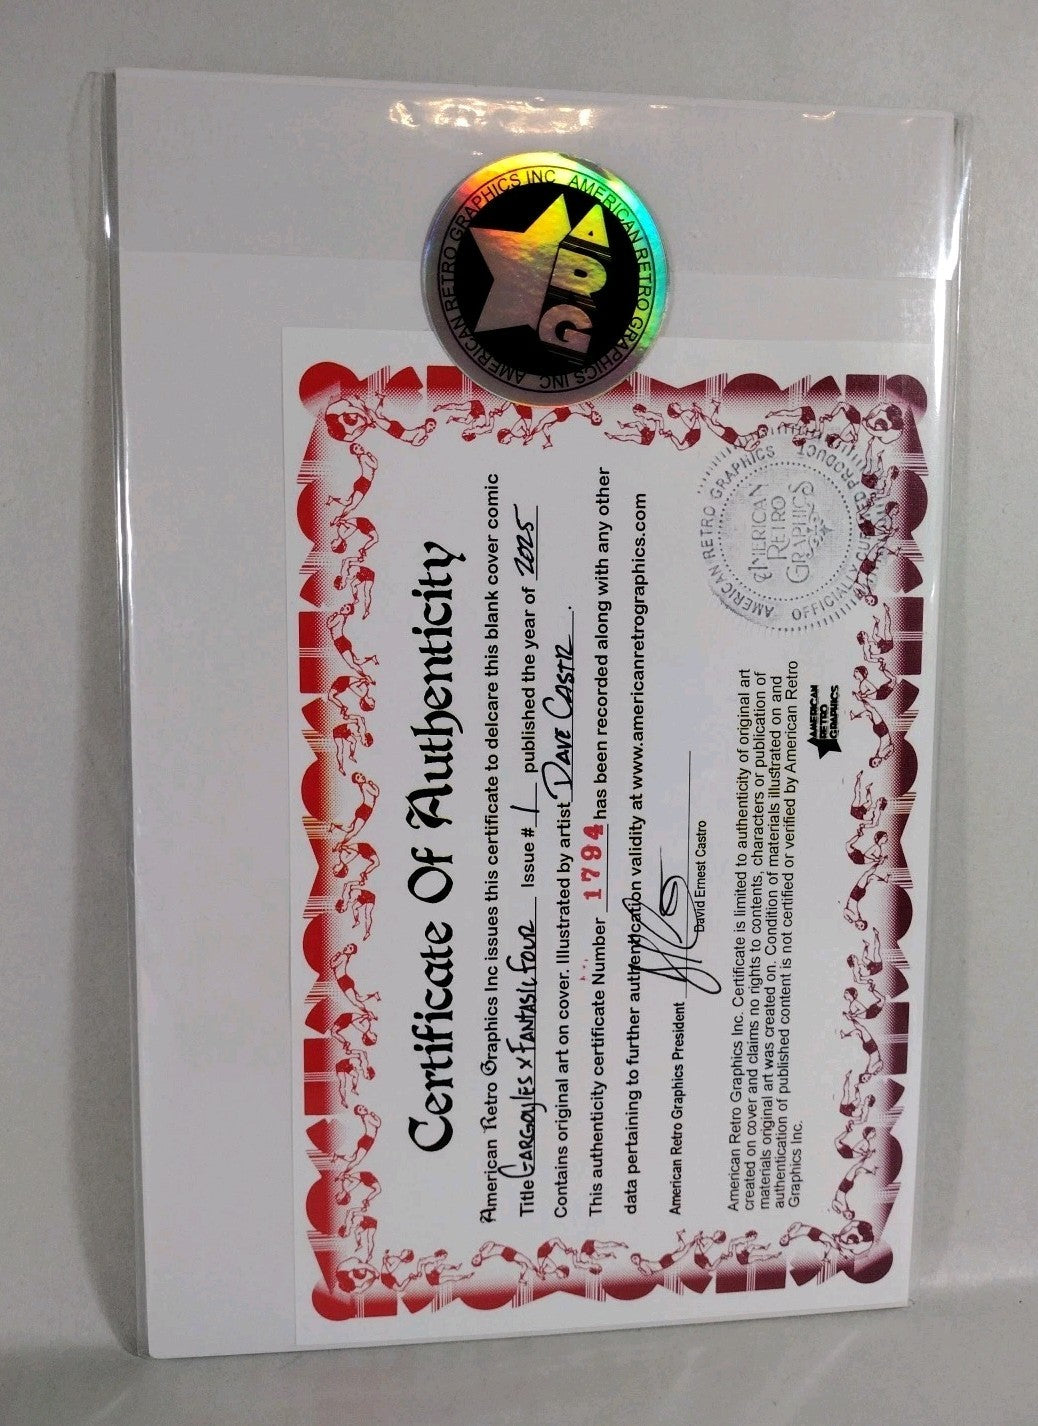 AMERICAN RETRO GRAPHICS INC AMERICAN RETRO GRAPHICS INC
ARG
Certificate Of Authenticity
American Retro Graphics Inc issues this certificate to delcare this blank cover comic
Title GARGOYLES X FANTASIC FOUR Issue # 1 published the year of 2025
Contains original art on cover. Illustrated by artist DAVE CASTR.
This authenticity certificate Number 1794 has been recorded along with any other
data pertaining to further authentication validity at www.americanretrographics.com
American Retro Graphics President
David Ernest Castro
American Retro Graphics Inc. Certificate is limited to authenticity of original art
created on cover and claims no rights to contents, characters or publication of
materials original art was created on. Condition of materials illustrated on and
authentication of published content is not certified or verified by American Retro
Graphics Inc.
AMERICAN
RETRO
GRAPHICS
AMERICAN RETRO GRAPHICS
AMERICAN RETRO GRAPHICS
OFFICIALLY PRODUCT
AMERICAN
RETRO
GRAPHICS